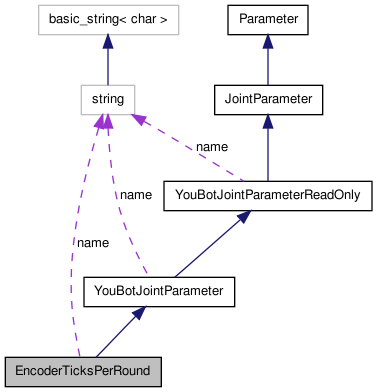 basic_string< char >
Parameter
string
JointParameter
name
YouBotJointParameterReadOnly
name
name
YouBotJointParameter
EncoderTicksPerRound